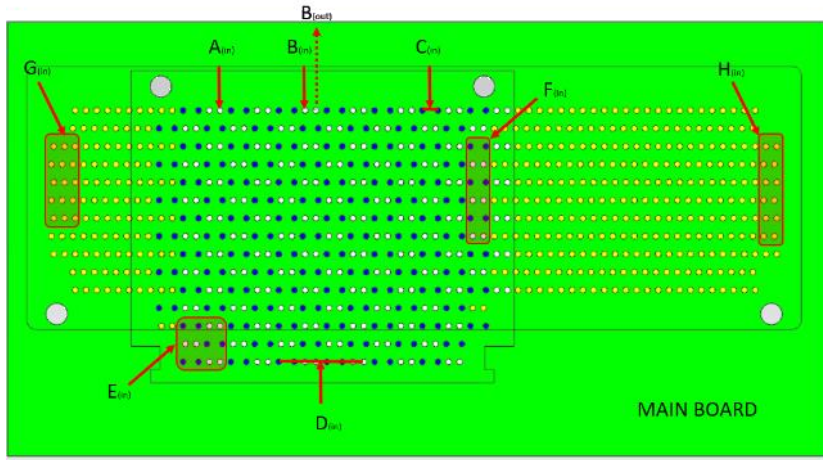 B(out)
A(in)
B(in)
C(in)
G(in)
H(in)
F(in)
E(in)
D(in)
MAIN BOARD